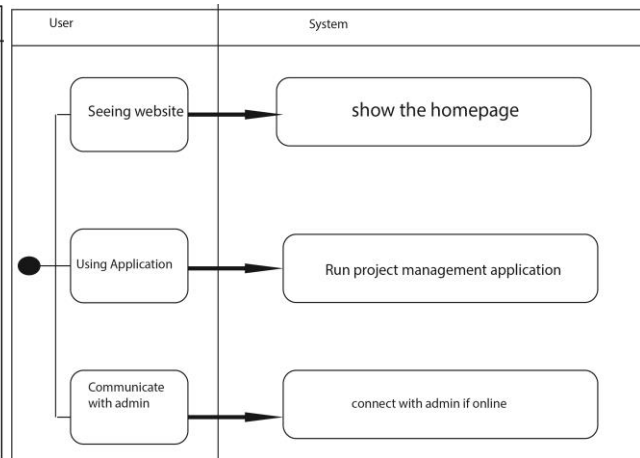 User
System
Seeing website
show the homepage
Using Application
Run project management application
Communicate
with admin
connect with admin if online